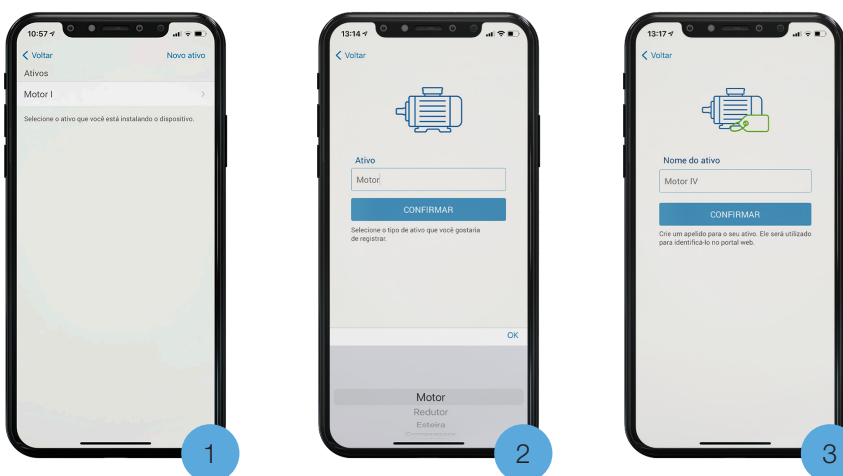 10:57
Voltar
Novo ativo
Ativos
Motor I
Selecione o ativo que você está instalando o dispositivo.
1
13:14
Voltar
Ativo
Motor
CONFIRMAR
Selecione o tipo de ativo que você gostaria
de registrar.
OK
Motor
Redutor
Esteira
2
13:17
Voltar
Nome do ativo
Motor IV
CONFIRMAR
Crie um apelido para o seu ativo. Ele será utilizado
para identificá-lo no portal web.
3